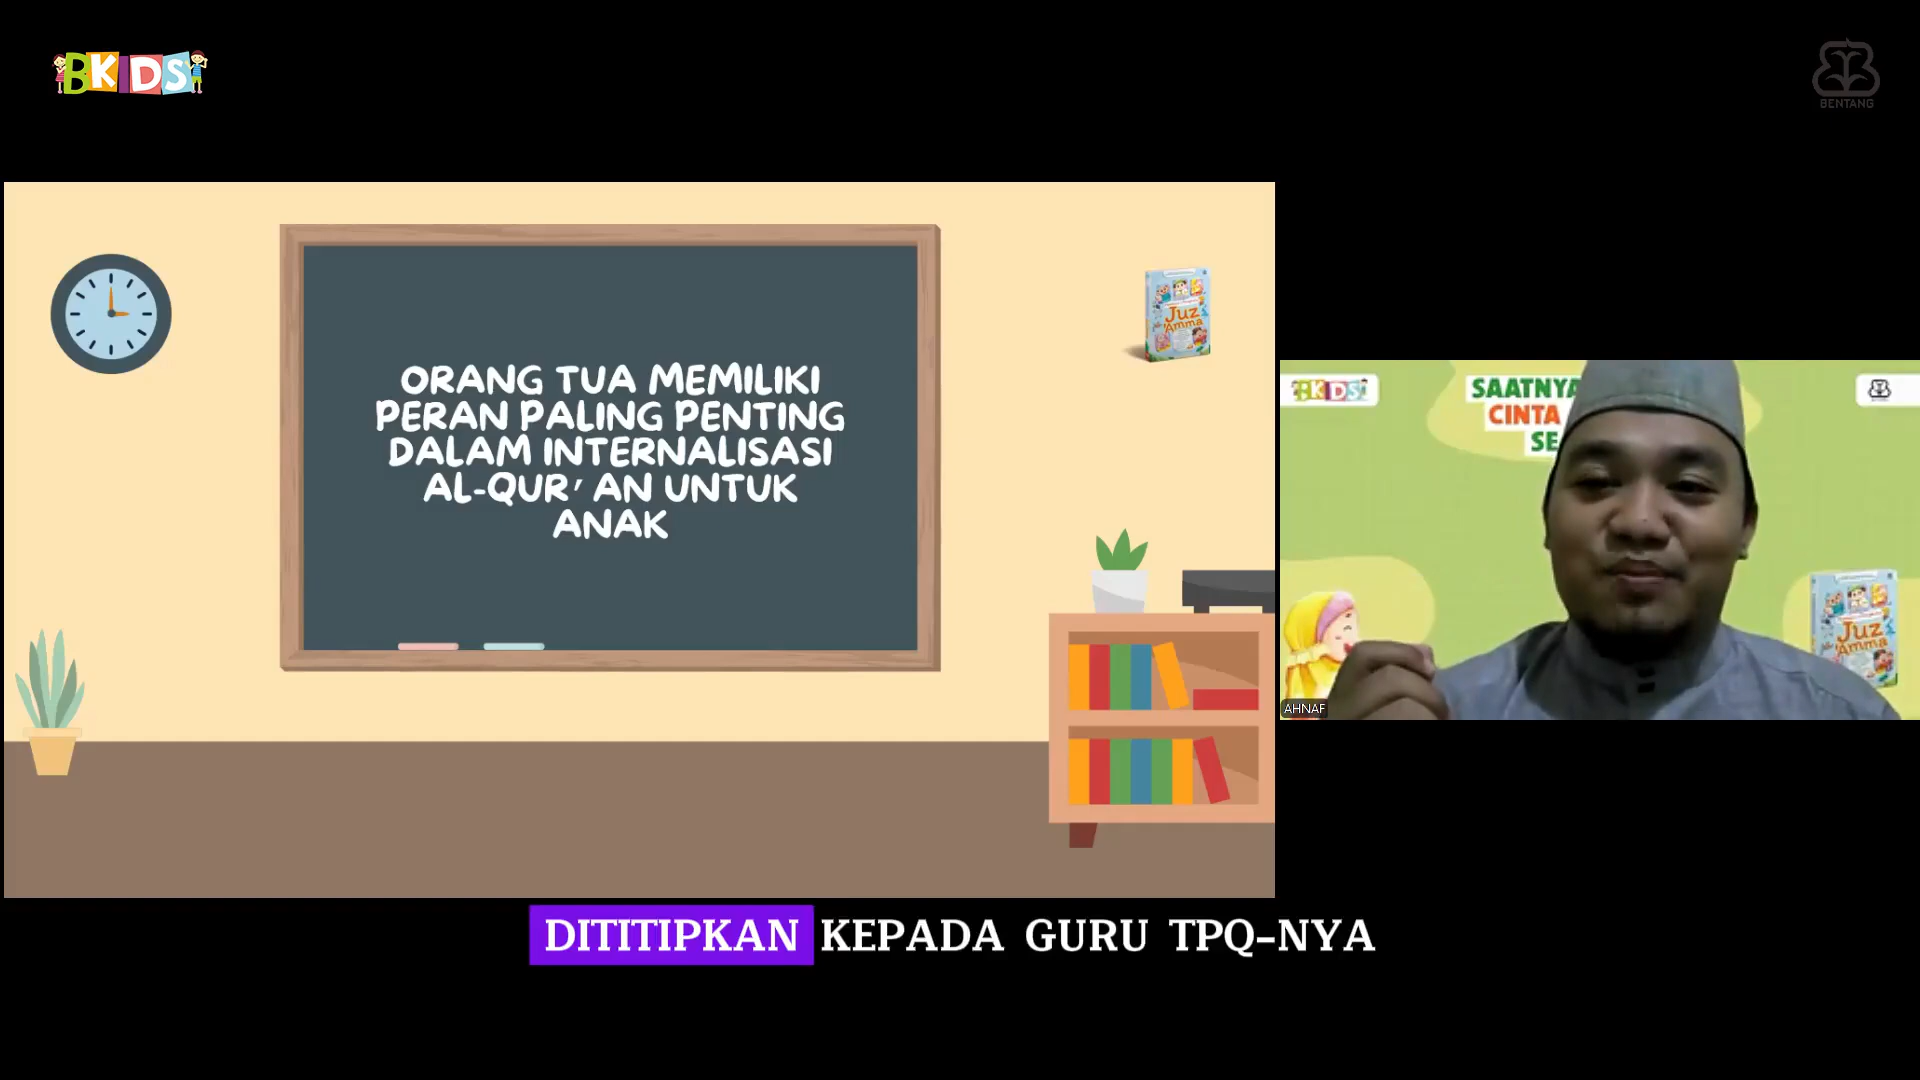 BKIDS
BENTANG
ORANG TUA MEMILIKI
PERAN PALING PENTING
DALAM INTERNALISASI
AL-QUR' AN UNTUK
ANAK
Juz
'Amma
BKIDS
SAATNYA
CINTA
SE
Juz
'Amma
AHNAF
DITITIPKAN KEPADA GURU TPQ-NYA